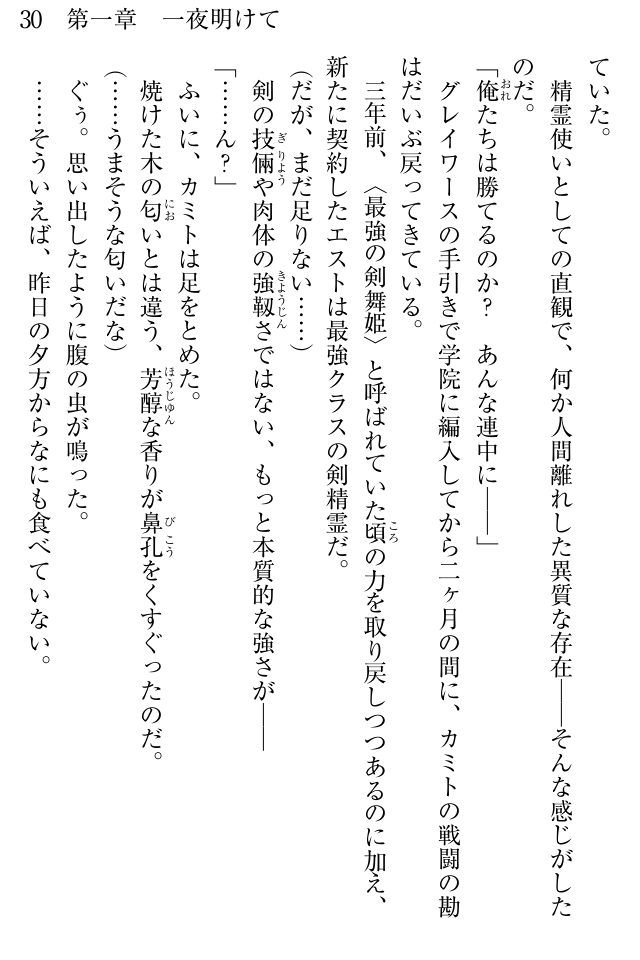 30　第一章　一夜明けて
ていた。
　精霊使いとしての直観で、何か人間離れした異質な存在――そんな感じがした
のだ。
「俺たちは勝てるのか？　あんな連中に――」
　グレイワースの手引きで学院に編入してから二ヶ月の間に、カミトの戦闘の勘
はだいぶ戻ってきている。
　三年前、〈最強の剣舞姫〉と呼ばれていた頃の力を取り戻しつつあるのに加え、
新たに契約したエストは最強クラスの剣精霊だ。
（だが、まだ足りない……）
　剣の技倆や肉体の強靱さではない、もっと本質的な強さが――
「……ん？」
　ふいに、カミトは足をとめた。
　焼けた木の匂いとは違う、芳醇な香りが鼻孔をくすぐったのだ。
（……うまそうな匂いだな）
　ぐぅ。思い出したように腹の虫が鳴った。
　……そういえば、昨日の夕方からなにも食べていない。